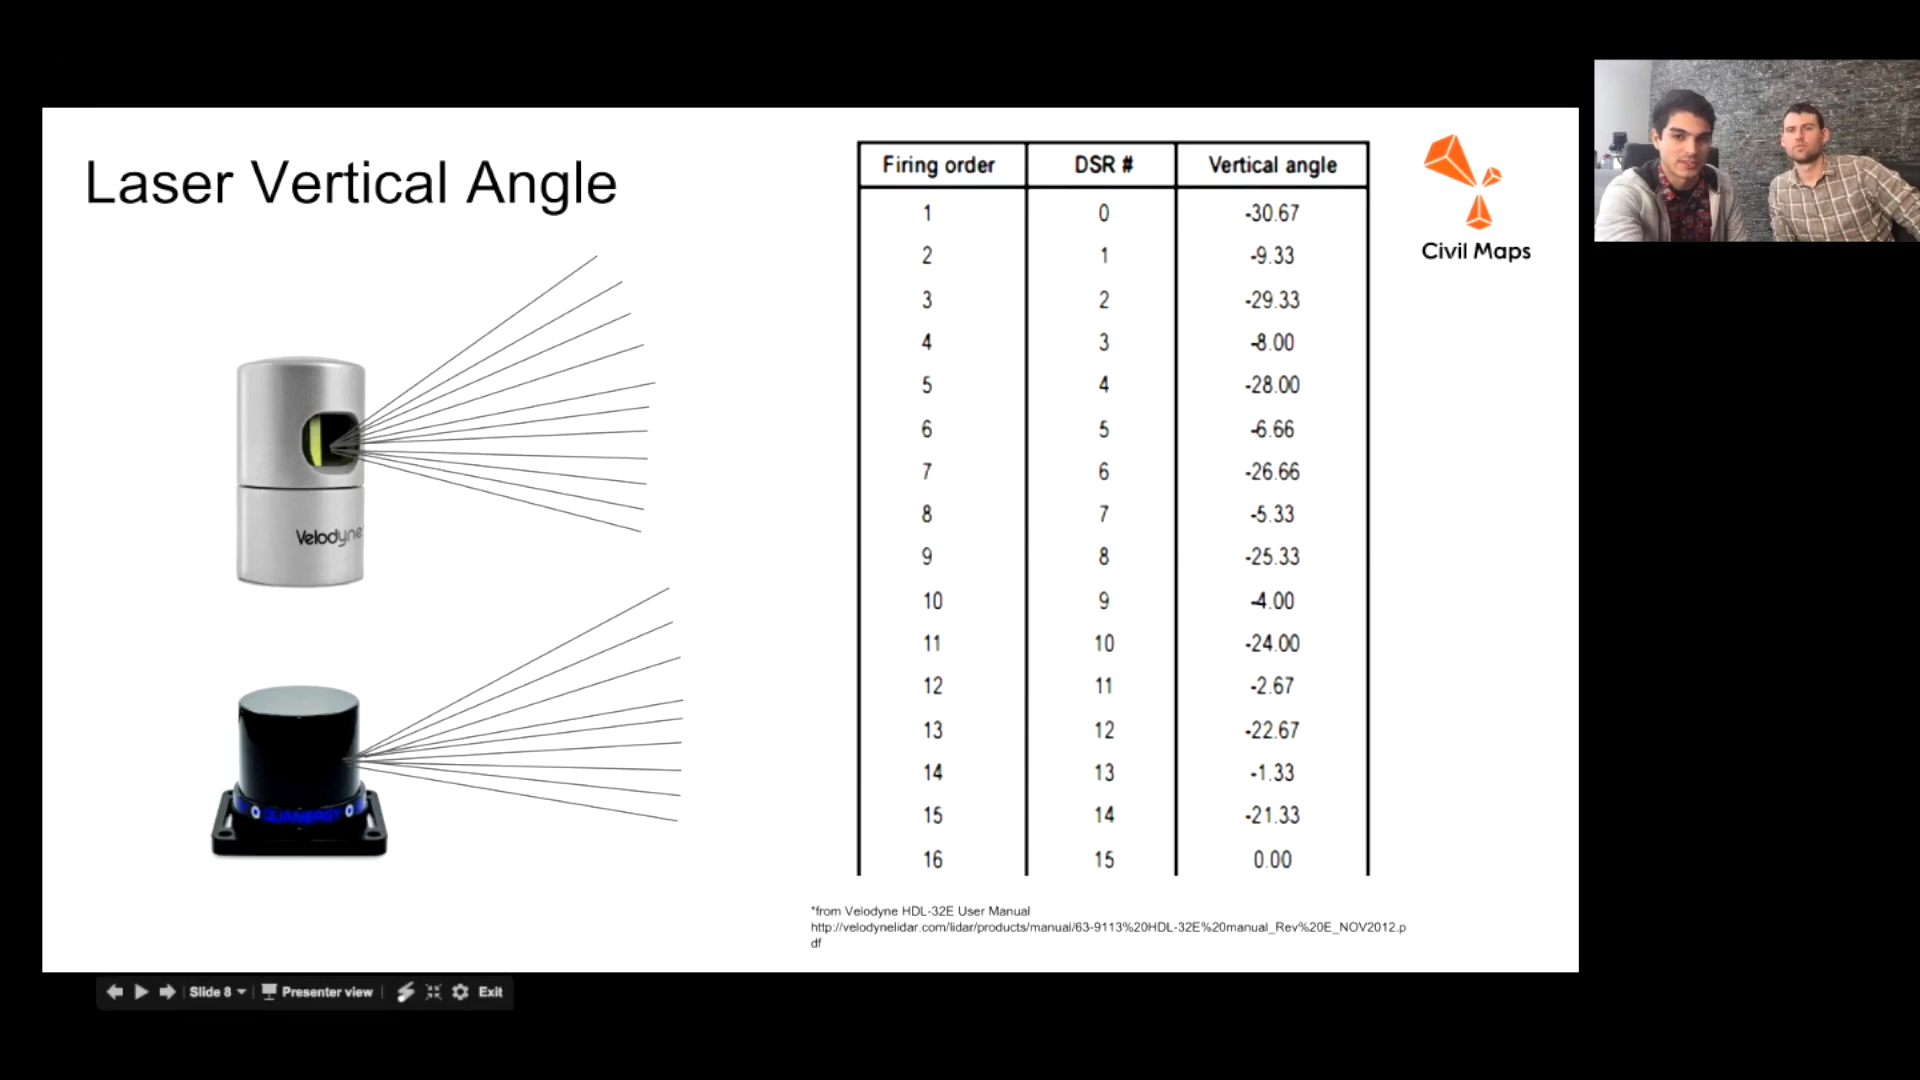 Laser Vertical Angle
Firing order DSR # Vertical angle
1 0 -30.67
2 1 -9.33
3 2 -29.33
4 3 -8.00
5 4 -28.00
6 5 -6.66
7 6 -26.66
8 7 -5.33
9 8 -25.33
10 9 -4.00
11 10 -24.00
12 11 -2.67
13 12 -22.67
14 13 -1.33
15 14 -21.33
16 15 0.00
Civil Maps
Velodyne
QUANERGY
*from Velodyne HDL-32E User Manual
http://velodynelidar.com/lidar/products/manual/63-9113%20HDL-32E%20manual_Rev%20E_NOV2012.p
df
Slide 8 Presenter view Exit